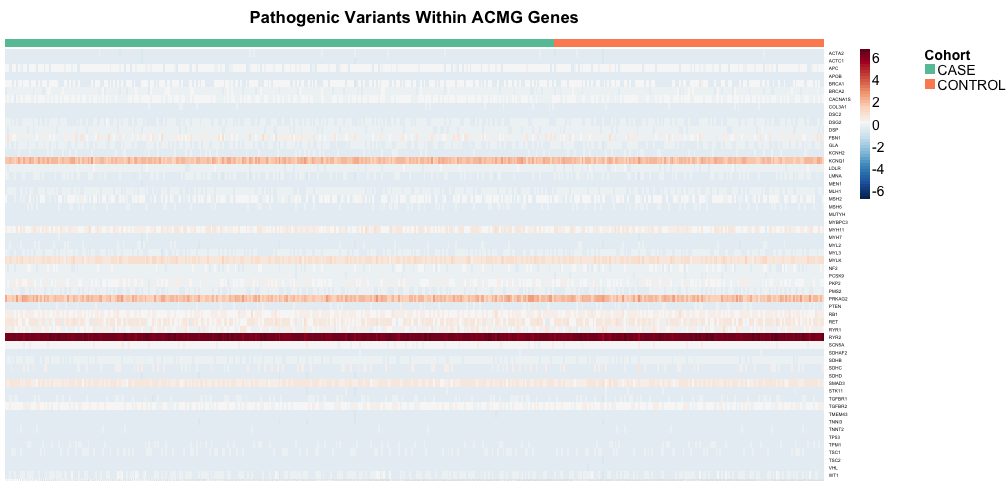 Pathogenic Variants Within ACMG Genes
ACTA2
ACTC1
APC
APOB
BRCA1
BRCA2
CACNA1S
COL3A1
DSC2
DSG2
DSP
FBN1
GLA
KCNH2
KCNQ1
LDLR
LMNA
MEN1
MLH1
MSH2
MSH6
MUTYH
MYBPC3
MYH11
MYH7
MYL2
MYL3
MYLK
NF2
PCSK9
PKP2
PMS2
PRKAG2
PTEN
RB1
RET
RYR1
RYR2
SCN5A
SDHAF2
SDHB
SDHC
SDHD
SMAD3
STK11
TGFBR1
TGFBR2
TMEM43
TNNI3
TNNT2
TP53
TPM1
TSC1
TSC2
VHL
WT1
6
4
2
0
-2
-4
-6
Cohort
CASE
CONTROL